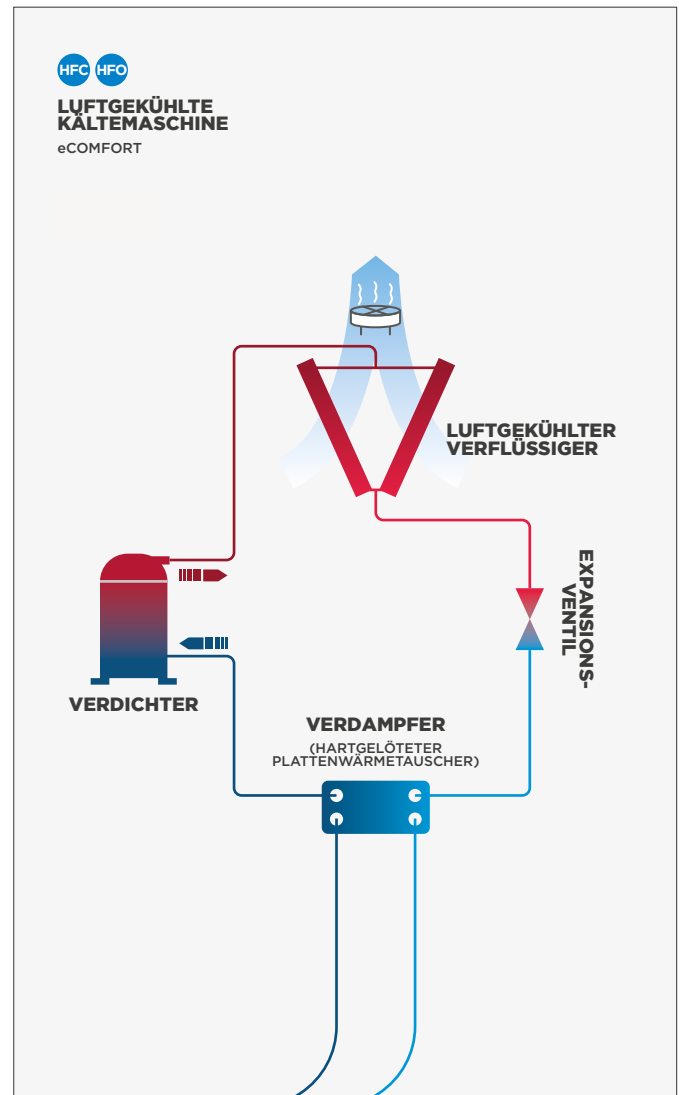 HFC HFO
LUFTGEKÜHLTE
KÄLTEMASCHINE
eCOMFORT
LUFTGEKÜHLTER
VERFLÜSSIGER
EXPANSIONS-
VENTIL
VERDICHTER
VERDAMPFER
(HARTGELÖTETER
PLATTENWÄRMETAUSCHER)